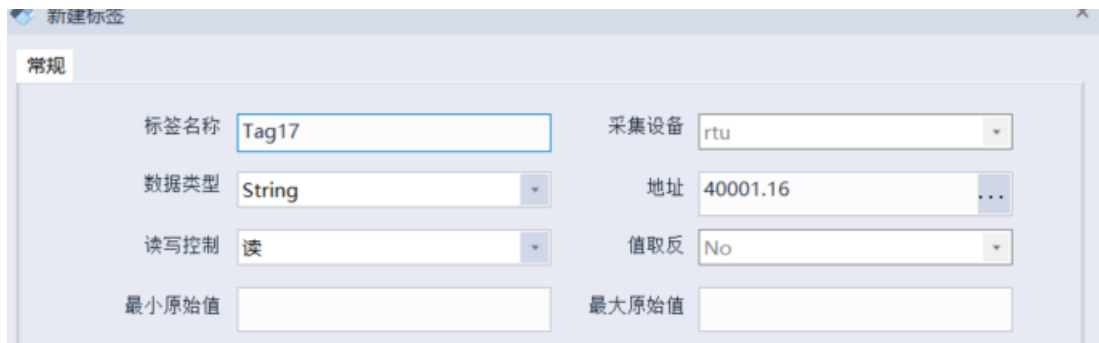 新建标签
常规
标签名称 Tag17 采集设备 rtu
数据类型 String 地址 40001.16 ...
读写控制 读 值取反 No
最小原始值 最大原始值